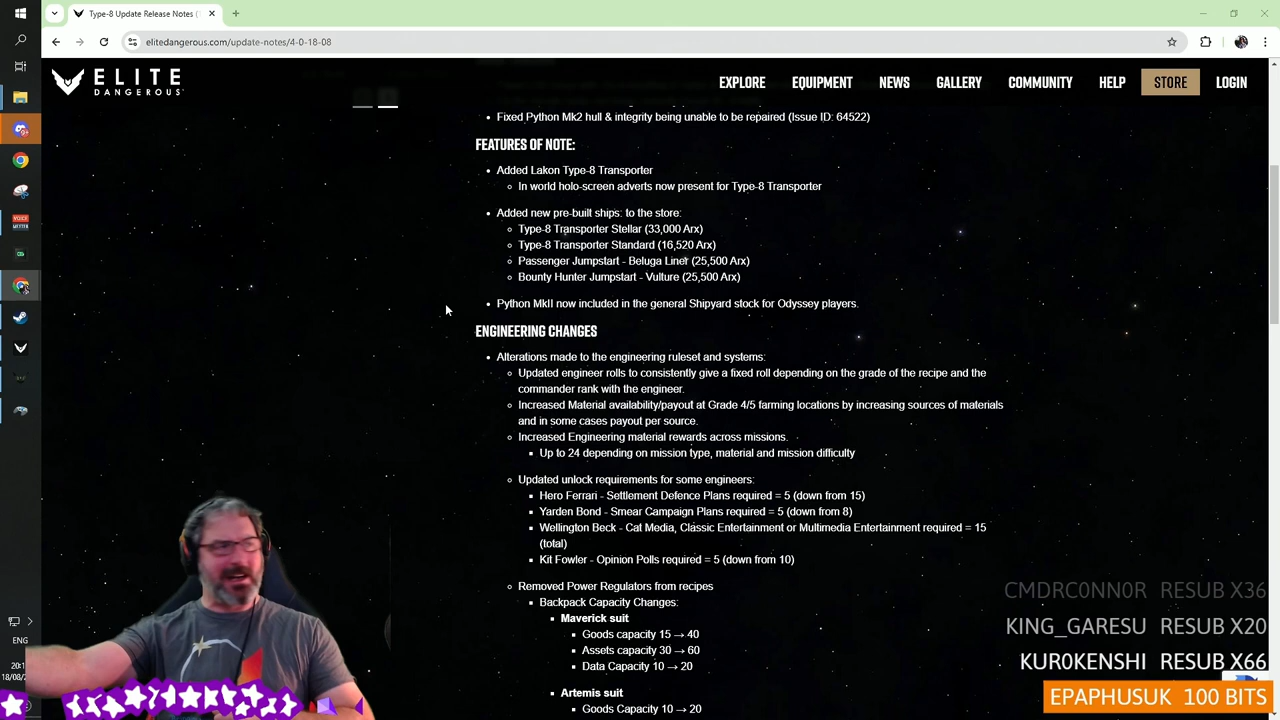 Type-8 Update Release Notes (
elitedangerous.com/update-notes/4-0-18-08
ELITE
DANGEROUS
EXPLORE
EQUIPMENT
NEWS
GALLERY
COMMUNITY
HELP
STORE
LOGIN
Fixed Python Mk2 hull & integrity being unable to be repaired (Issue ID: 64522)
FEATURES OF NOTE:
Added Lakon Type-8 Transporter
In world holo-screen adverts now present for Type-8 Transporter
Added new pre-built ships: to the store:
Type-8 Transporter Stellar (33,000 Arx)
Type-8 Transporter Standard (16,520 Arx)
Passenger Jumpstart - Beluga Liner (25,500 Arx)
Bounty Hunter Jumpstart - Vulture (25,500 Arx)
Python MkII now included in the general Shipyard stock for Odyssey players.
ENGINEERING CHANGES
Alterations made to the engineering ruleset and systems:
Updated engineer rolls to consistently give a fixed roll depending on the grade of the recipe and the
commander rank with the engineer.
Increased Material availability/payout at Grade 4/5 farming locations by increasing sources of materials
and in some cases payout per source.
Increased Engineering material rewards across missions.
Up to 24 depending on mission type, material and mission difficulty
Updated unlock requirements for some engineers:
Hero Ferrari - Settlement Defence Plans required = 5 (down from 15)
Yarden Bond - Smear Campaign Plans required = 5 (down from 8)
Wellington Beck - Cat Media, Classic Entertainment or Multimedia Entertainment required = 15
(total)
Kit Fowler - Opinion Polls required = 5 (down from 10)
Removed Power Regulators from recipes
Backpack Capacity Changes:
Maverick suit
Goods capacity 15 → 40
Assets capacity 30 → 60
Data Capacity 10 → 20
Artemis suit
Goods capacity 10 → 20
CMDRC0NN0R RESUB X36
KING_GARESU RESUB X20
KUR0KENSHI RESUB X66
EPAPHUSUK 100 BITS
VOICE
MEETER
ENG